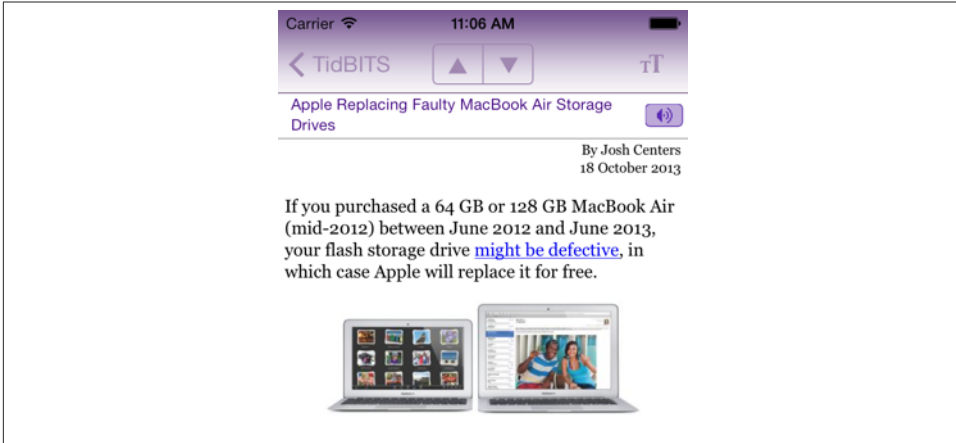 Carrier 11:06 AM
TidBITS TT
Apple Replacing Faulty MacBook Air Storage
Drives
By Josh Centers
18 October 2013
If you purchased a 64 GB or 128 GB MacBook Air
(mid-2012) between June 2012 and June 2013,
your flash storage drive might be defective, in
which case Apple will replace it for free.